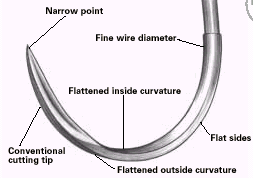 Narrow point
Fine wire diameter
Flattened inside curvature
Flat sides
Conventional
cutting tip
Flattened outside curvature